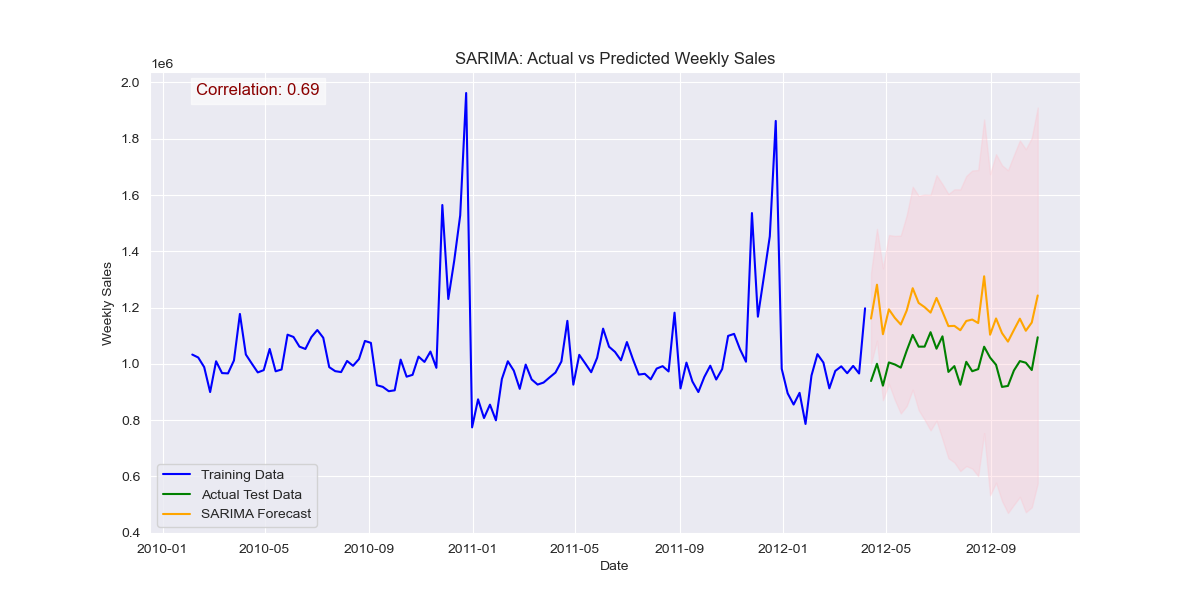 SARIMA: Actual vs Predicted Weekly Sales
1e6
Correlation: 0.69
2.0
1.8
1.6
1.4
1.2
1.0
0.8
0.6
0.4
Weekly Sales
Training Data
Actual Test Data
SARIMA Forecast
2010-01 2010-05 2010-09 2011-01 2011-05 2011-09 2012-01 2012-05 2012-09
Date